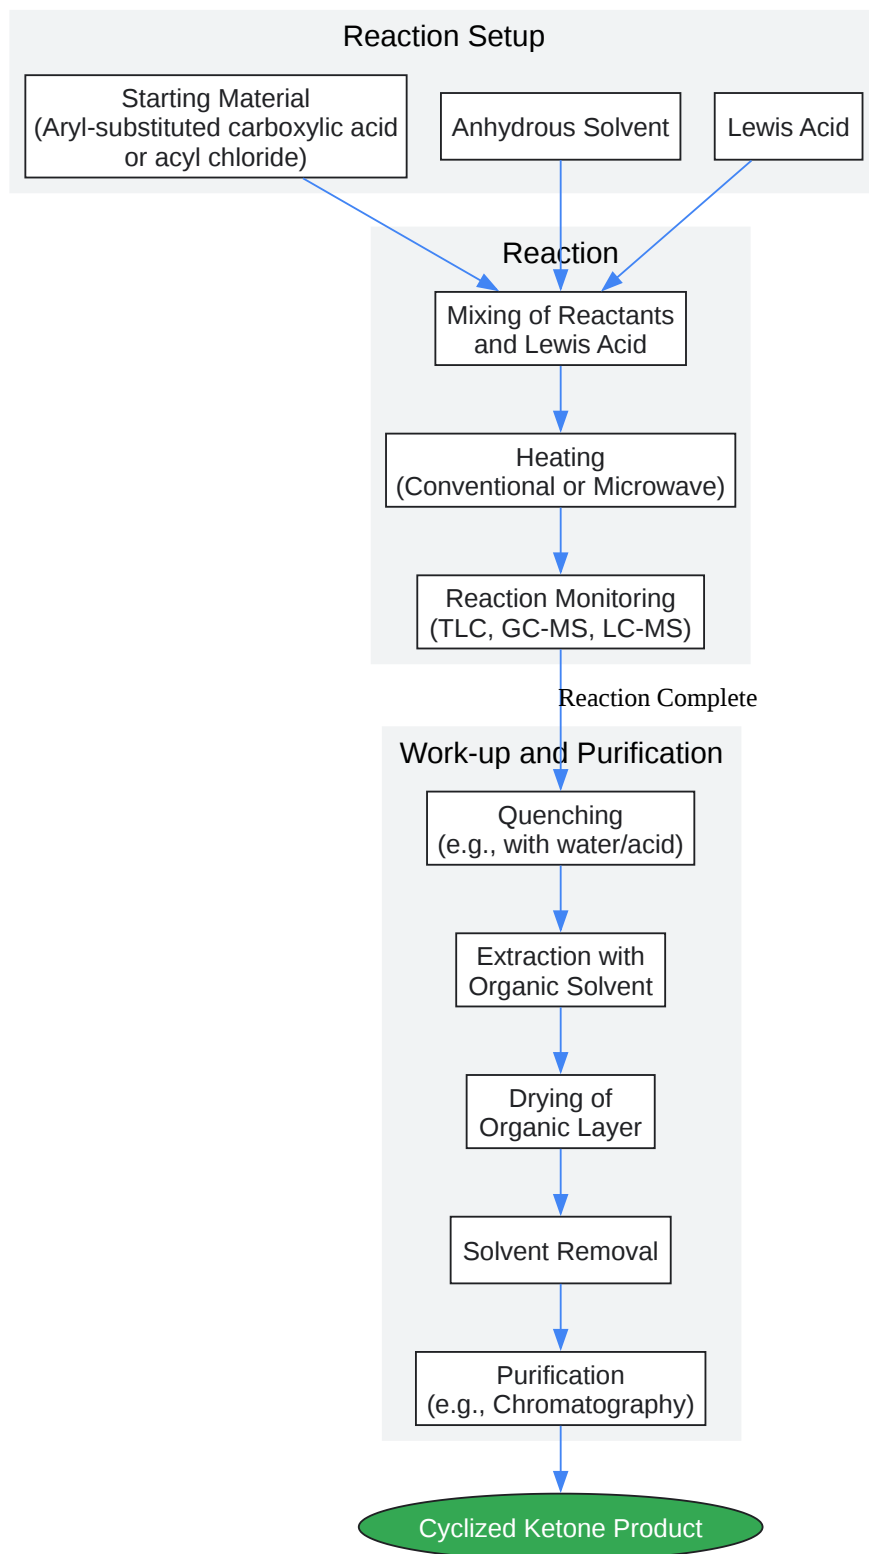 Reaction Setup
Starting Material
(Aryl-substituted carboxylic acid
or acyl chloride)
Anhydrous Solvent
Lewis Acid
Reaction
Mixing of Reactants
and Lewis Acid
Heating
(Conventional or Microwave)
Reaction Monitoring
(TLC, GC-MS, LC-MS)
Reaction Complete
Work-up and Purification
Quenching
(e.g., with water/acid)
Extraction with
Organic Solvent
Drying of
Organic Layer
Solvent Removal
Purification
(e.g., Chromatography)
Cyclized Ketone Product